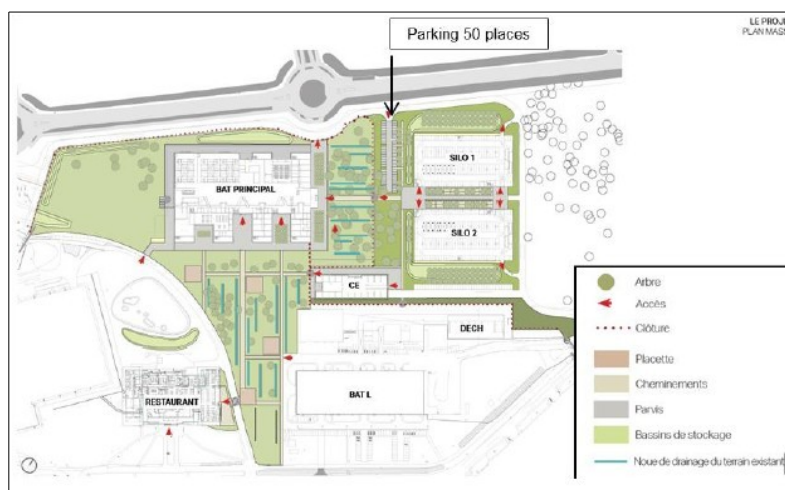 Parking 50 places
LE PROJ
PLAN MASS
SILO 1
BAT PRINCIPAL
SILO 2
CE
DECH
BAT L
RESTAURANT
Arbre
Accès
Clôture
Placette
Cheminements
Parvis
Bassins de stockage
Noue de drainage du terrain existant